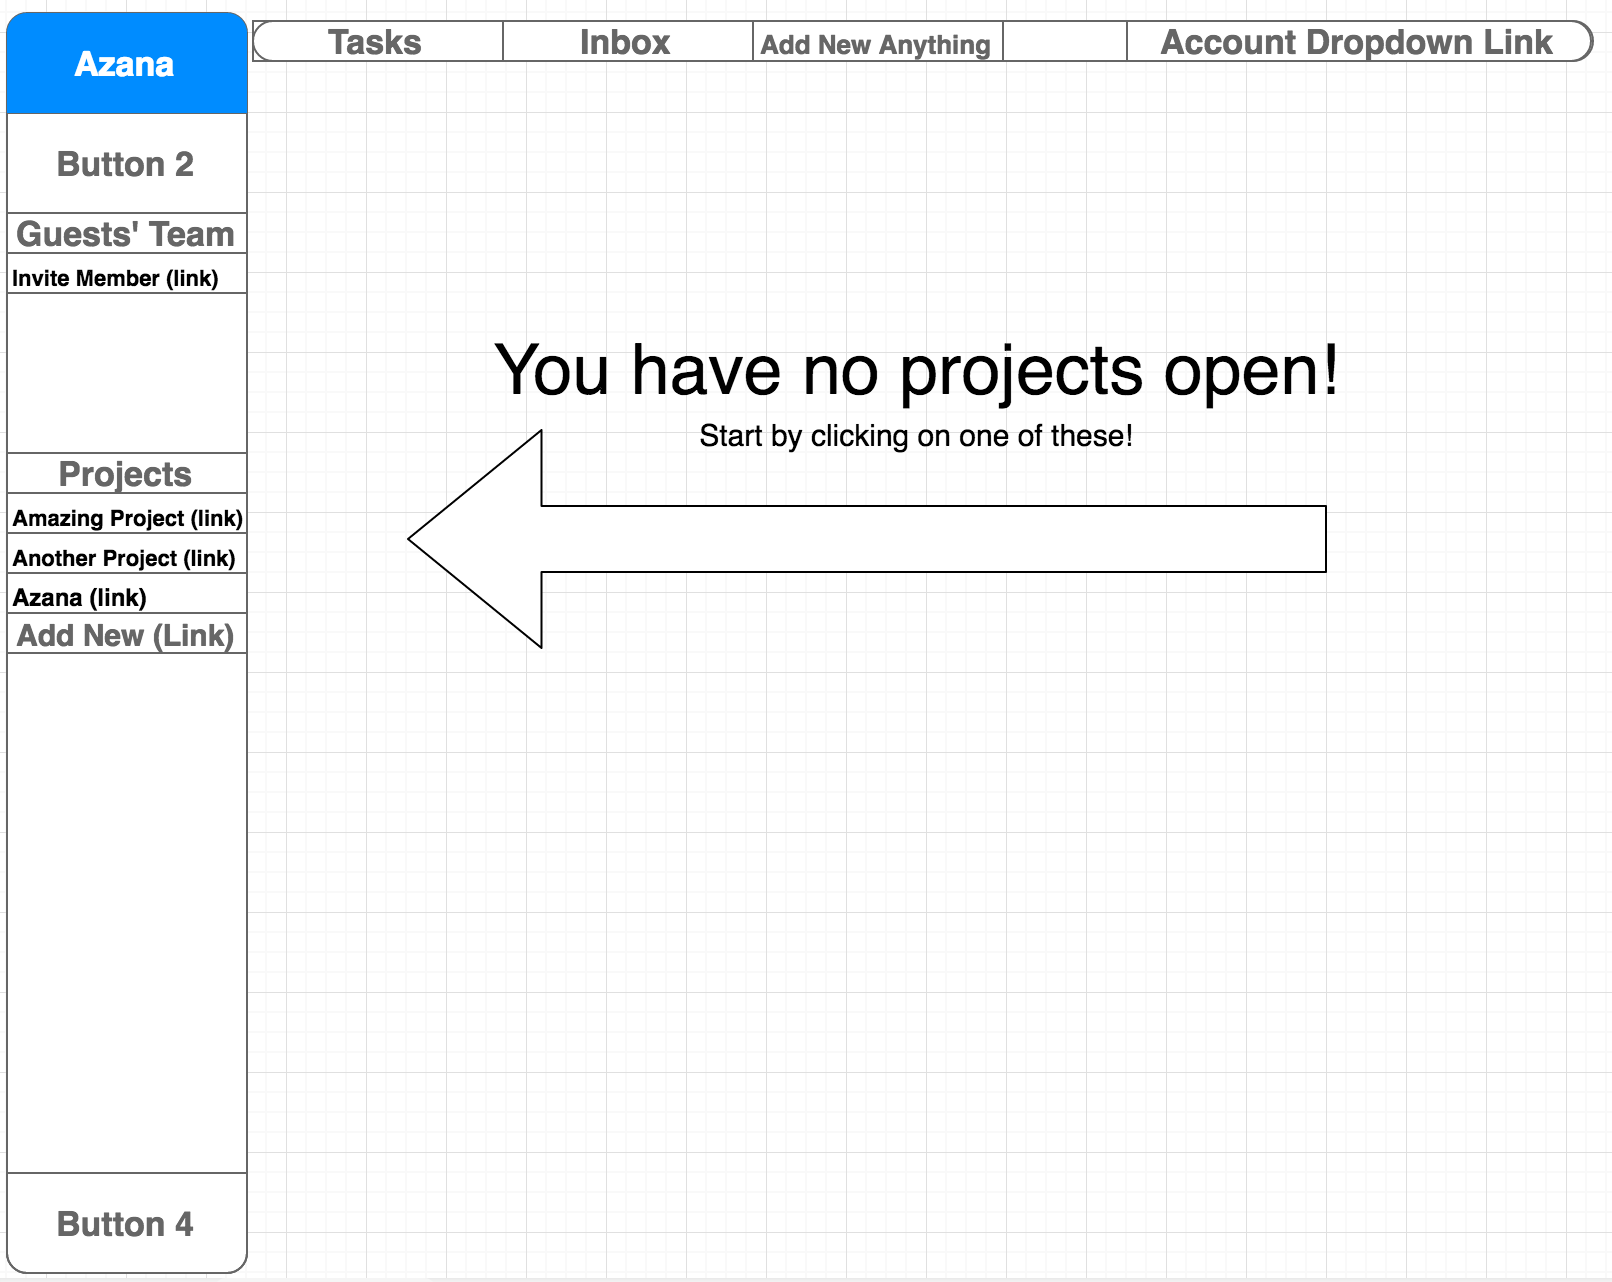 Azana
Button 2
Guests' Team
Invite Member (link)
Projects
Amazing Project (link)
Another Project (link)
Azana (link)
Add New (Link)
Button 4
Tasks
Inbox
Add New Anything
Account Dropdown Link
You have no projects open!
Start by clicking on one of these!